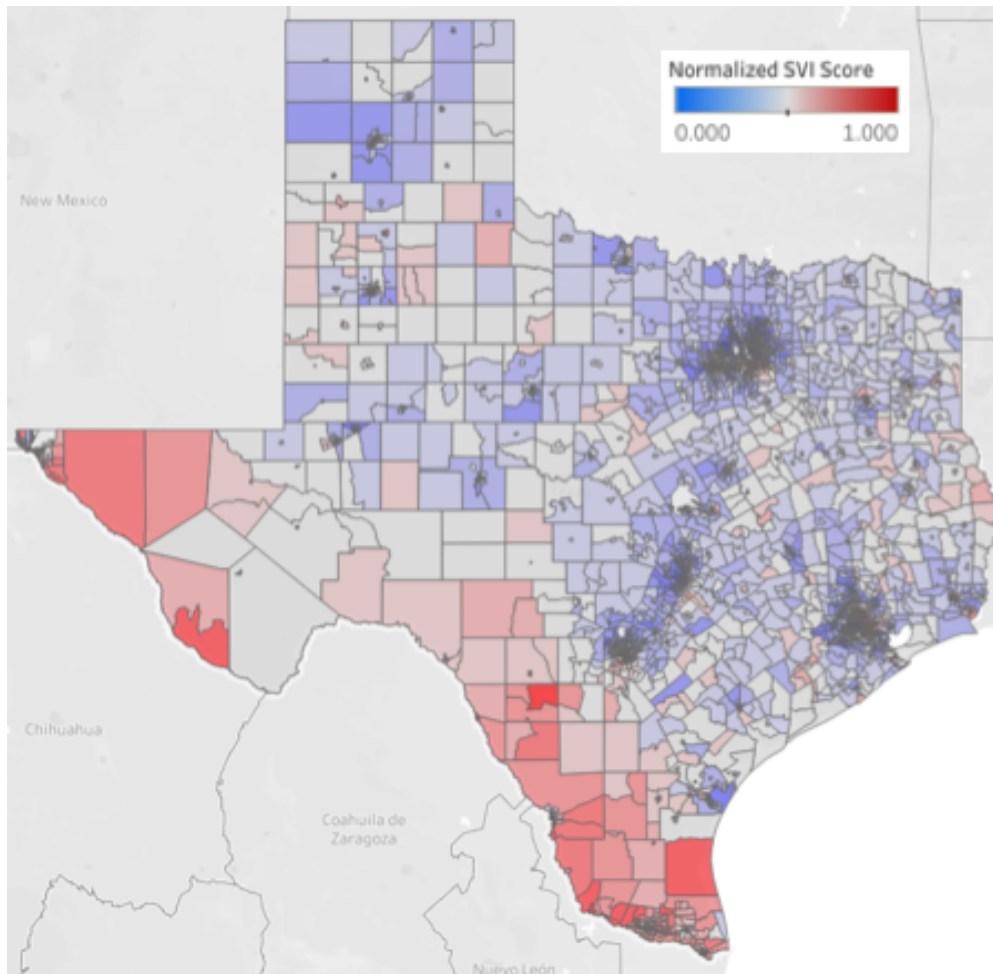 Normalized SVI Score
0.000 1.000
New Mexico
Chihuahua
Coahuila de
Zaragoza
Nuevo León